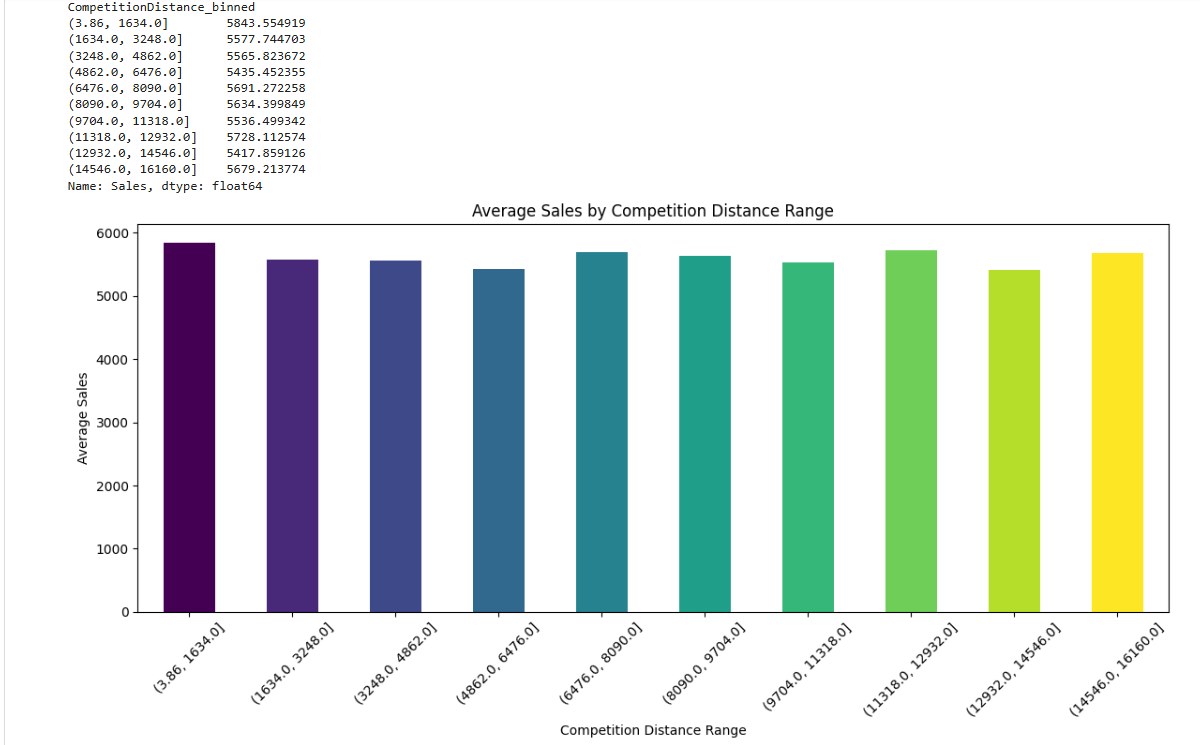 CompetitionDistance_binned
(3.86, 1634.0]        5843.554919
(1634.0, 3248.0]      5577.744703
(3248.0, 4862.0]      5565.823672
(4862.0, 6476.0]      5435.452355
(6476.0, 8090.0]      5691.272258
(8090.0, 9704.0]      5634.399849
(9704.0, 11318.0]     5536.499342
(11318.0, 12932.0]    5728.112574
(12932.0, 14546.0]    5417.859126
(14546.0, 16160.0]    5679.213774
Name: Sales, dtype: float64
Average Sales by Competition Distance Range
6000
5000
4000
3000
2000
1000
0
Average Sales
(3.86, 1634.0]
(1634.0, 3248.0]
(3248.0, 4862.0]
(4862.0, 6476.0]
(6476.0, 8090.0]
(8090.0, 9704.0]
(9704.0, 11318.0]
(11318.0, 12932.0]
(12932.0, 14546.0]
(14546.0, 16160.0]
Competition Distance Range